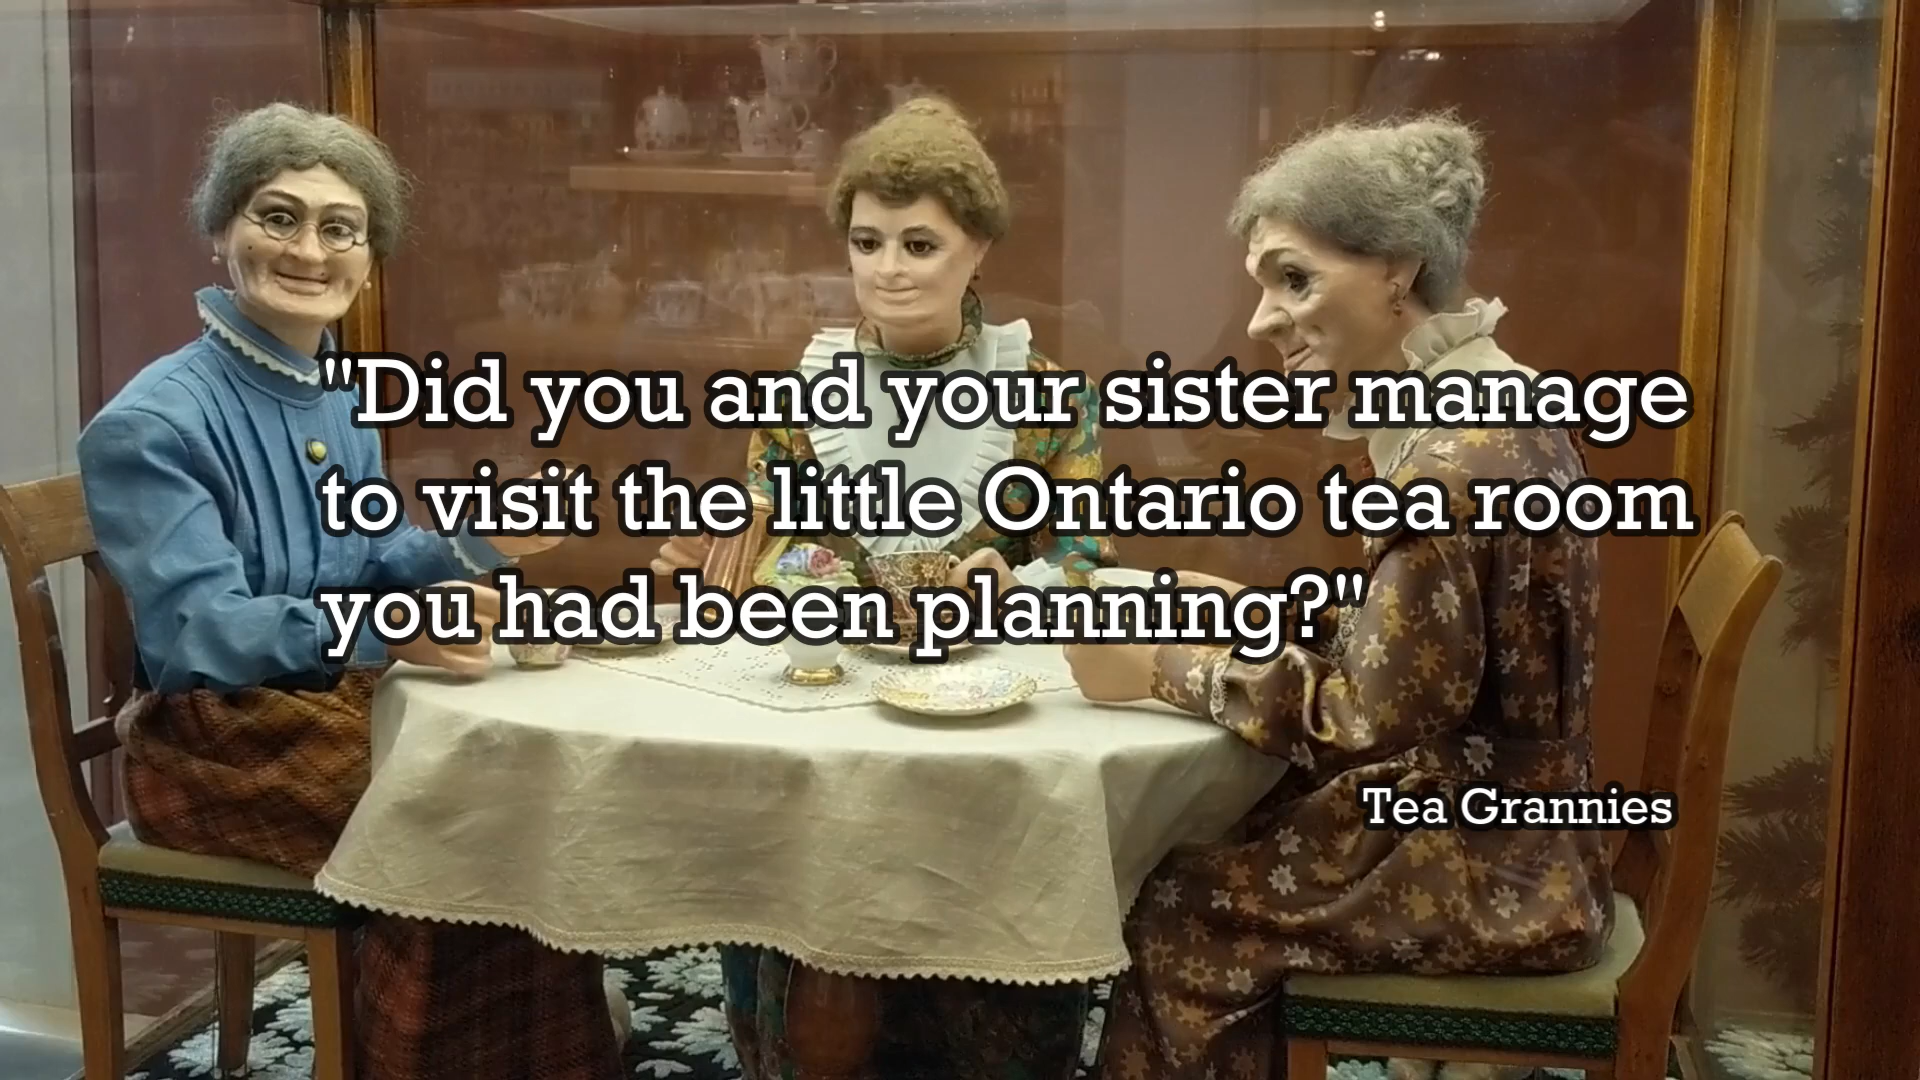 "Did you and your sister manage
to visit the little Ontario tea room
you had been planning?"
Tea Grannies